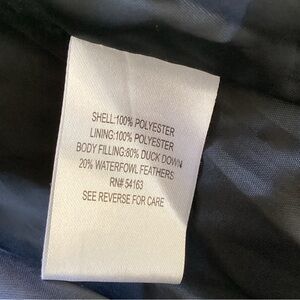 SHELL:100% POLYESTER
LINING:100% POLYESTER
BODY FILLING:80% DUCK DOWN
20% WATERFOWL FEATHERS
RN# 54163
SEE REVERSE FOR CARE